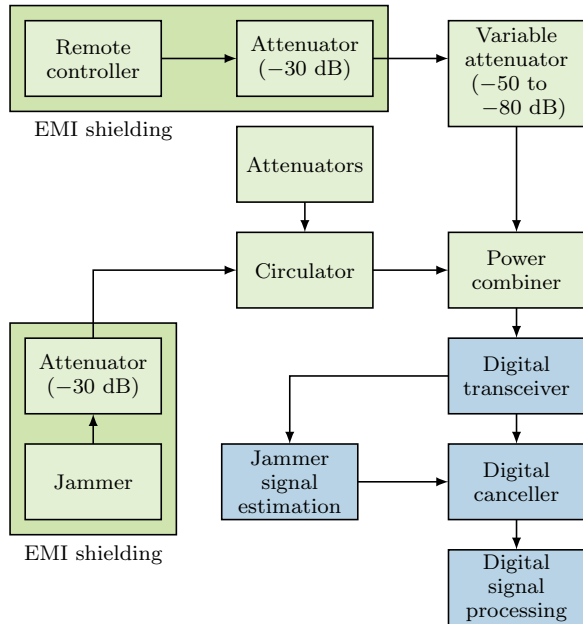 Remote
controller
Attenuator
(−30 dB)
Variable
attenuator
(−50 to
−80 dB)
EMI shielding
Attenuators
Circulator
Power
combiner
Attenuator
(−30 dB)
Jammer
EMI shielding
Digital
transceiver
Jammer
signal
estimation
Digital
canceller
Digital
signal
processing